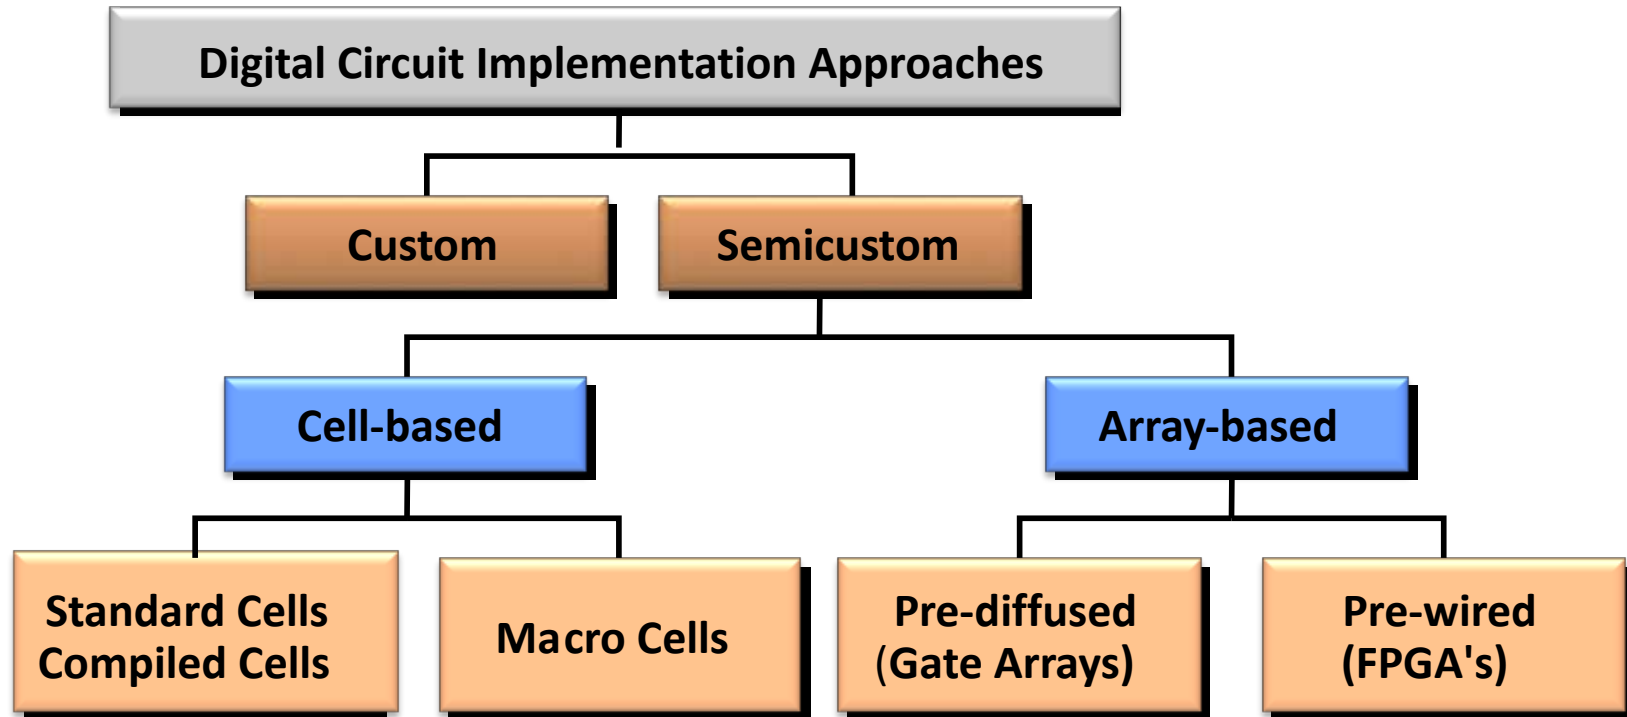 Digital Circuit Implementation Approaches
Custom
Semicustom
Cell-based
Array-based
Standard Cells
Compiled Cells
Macro Cells
Pre-diffused
(Gate Arrays)
Pre-wired
(FPGA's)